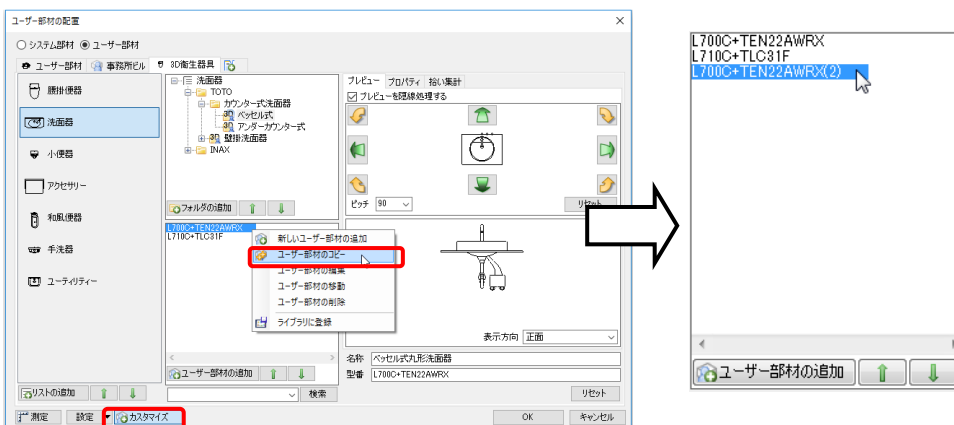 ユーザー部材の配置
システム部材 ユーザー部材
ユーザー部材 事務所ビル 3D衛生器具
腰掛便器
洗面器
小便器
アクセサリー
和風便器
手洗器
ユーティリティー
リストの追加
洗面器
TOTO
カウンター式洗面器
ベッセル式
アンダーカウンター式
壁掛洗面器
INAX
フォルダの追加
L700C+TEN22AWRX
L710C+TLC31F
新しいユーザー部材の追加
ユーザー部材のコピー
ユーザー部材の編集
ユーザー部材の移動
ユーザー部材の削除
ライブラリに登録
ユーザー部材の追加
検索
プレビュー プロパティ 拾い集計
プレビューを隠線処理する
ピッチ 90 リセット
表示方向 正面
名称 ベッセル式丸形洗面器
型番 L700C+TEN22AWRX
リセット
測定 設定 カスタマイズ OK キャンセル
L700C+TEN22AWRX
L710C+TLC31F
L700C+TEN22AWRX(2)
ユーザー部材の追加